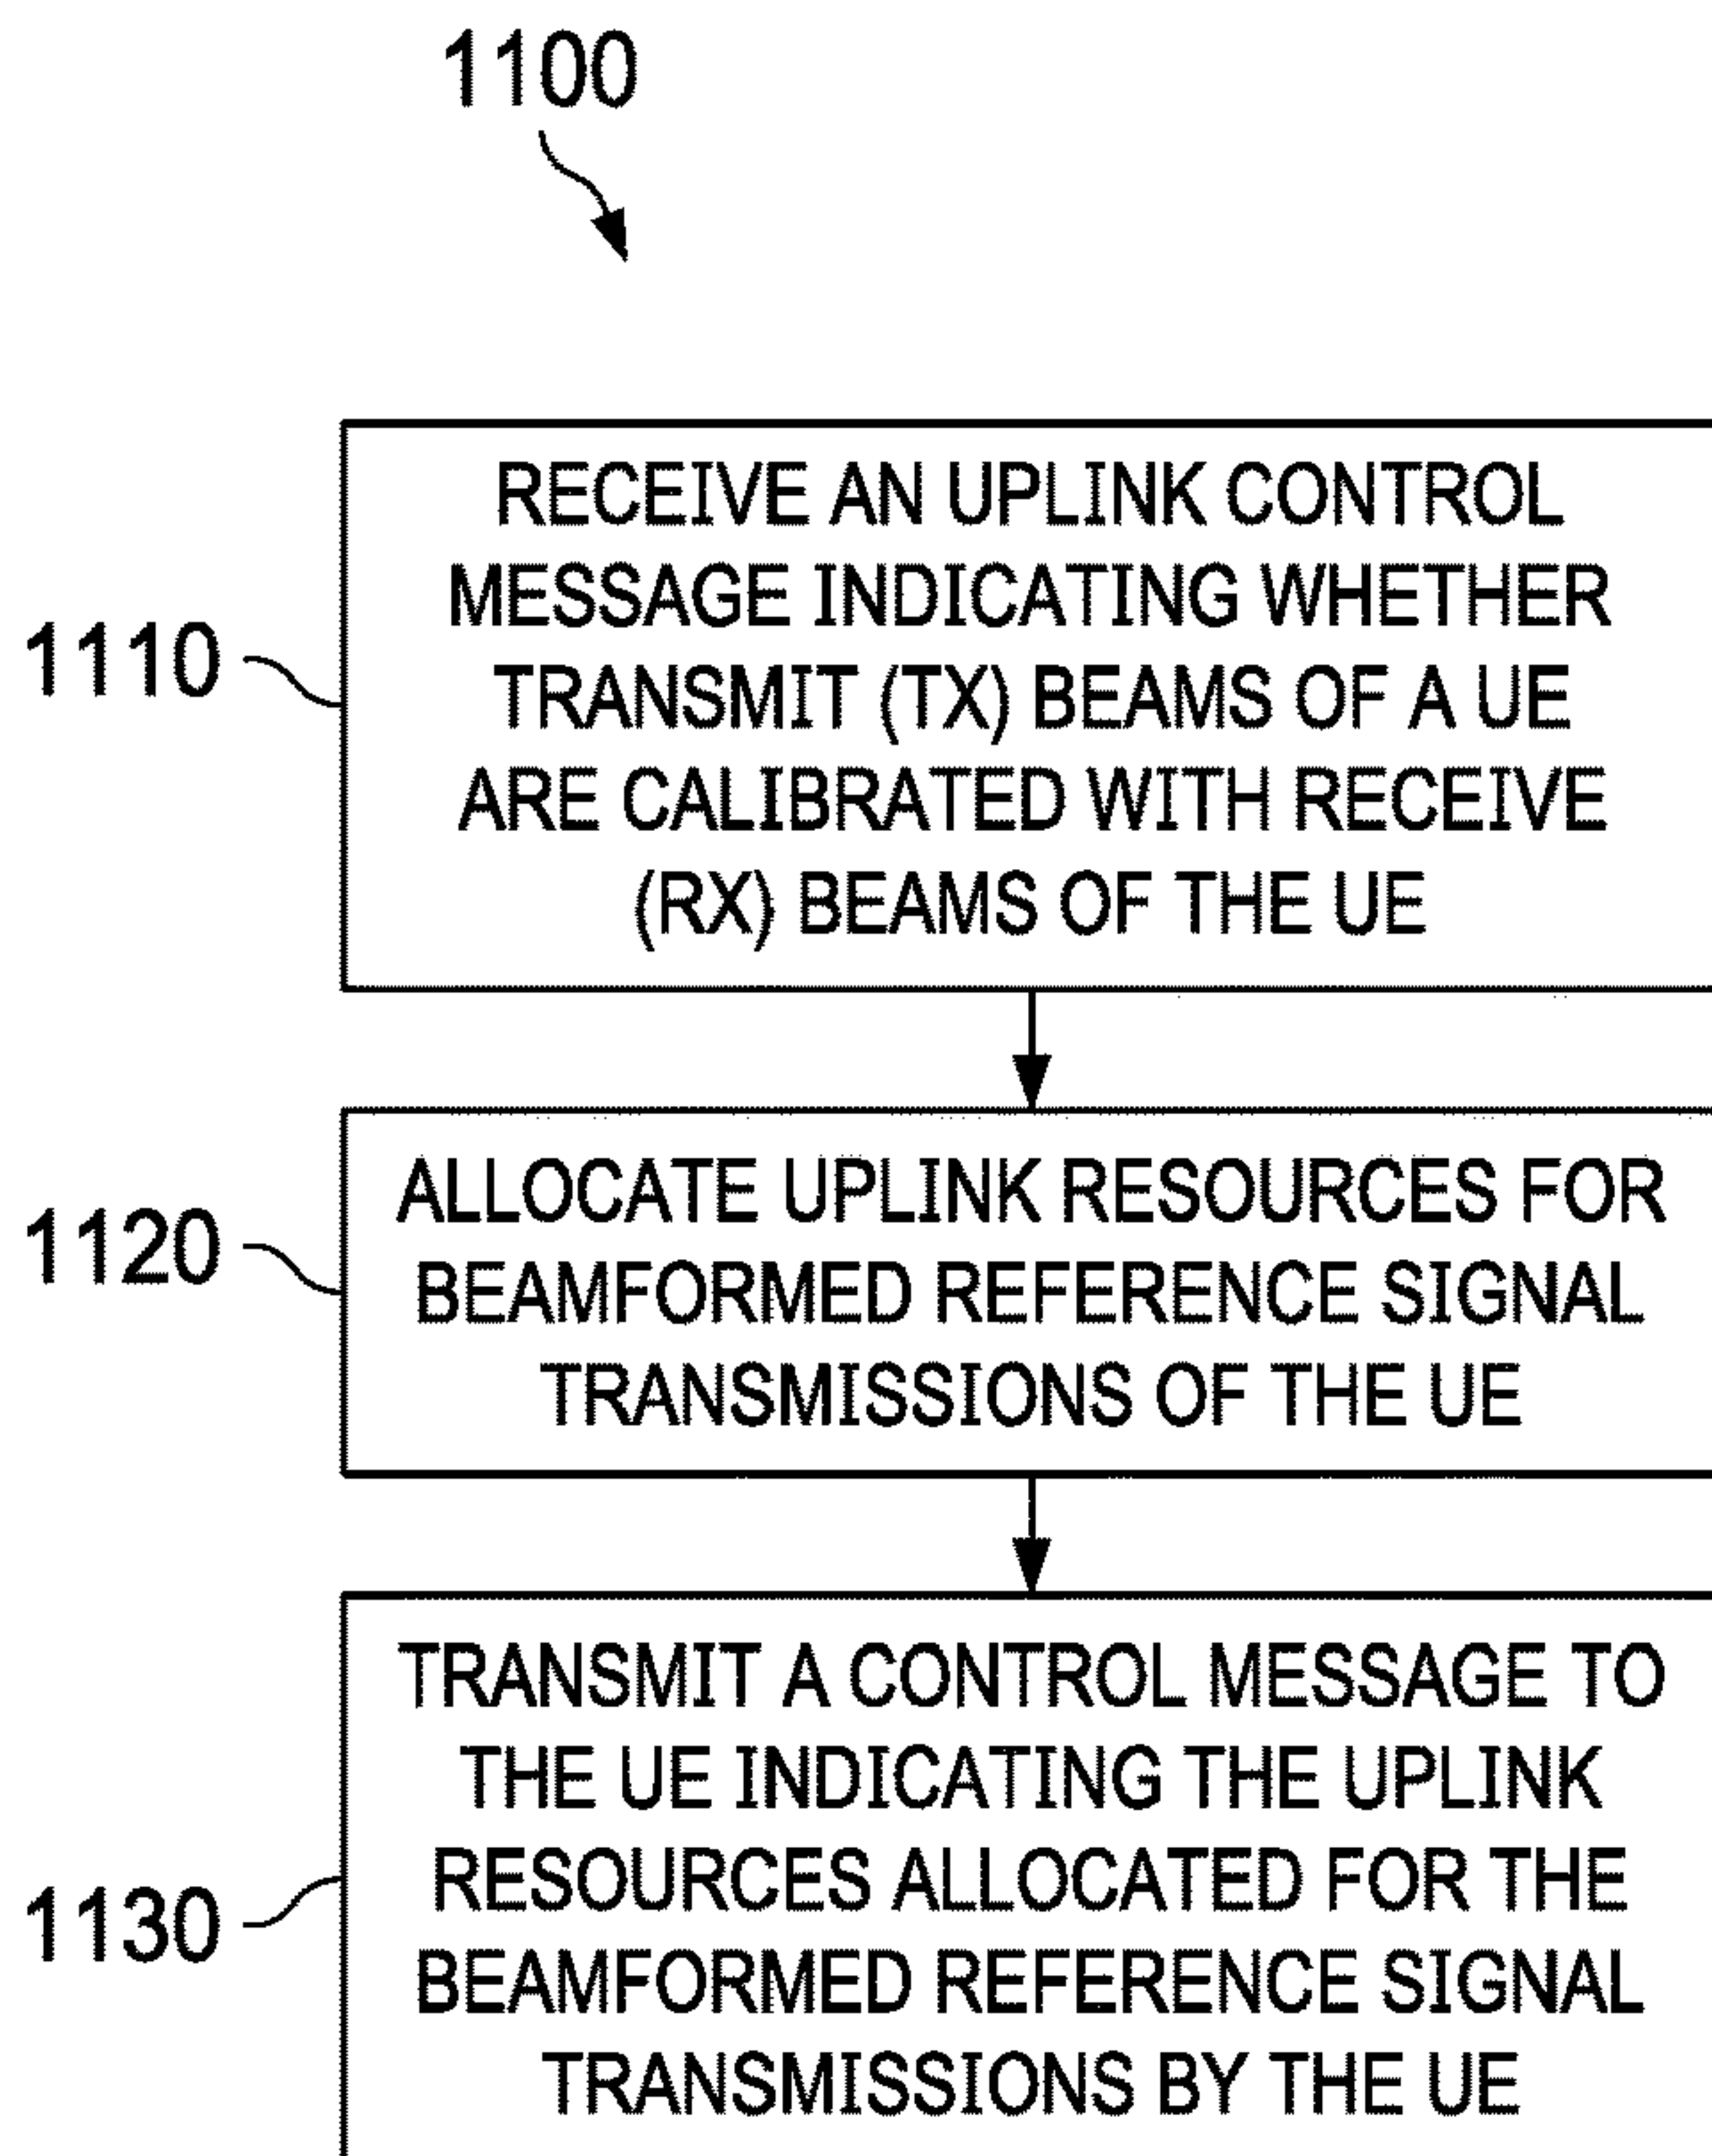 1100
1110
RECEIVE AN UPLINK CONTROL
MESSAGE INDICATING WHETHER
TRANSMIT (TX) BEAMS OF A UE
ARE CALIBRATED WITH RECEIVE
(RX) BEAMS OF THE UE
1120
ALLOCATE UPLINK RESOURCES FOR
BEAMFORMED REFERENCE SIGNAL
TRANSMISSIONS OF THE UE
1130
TRANSMIT A CONTROL MESSAGE TO
THE UE INDICATING THE UPLINK
RESOURCES ALLOCATED FOR THE
BEAMFORMED REFERENCE SIGNAL
TRANSMISSIONS BY THE UE